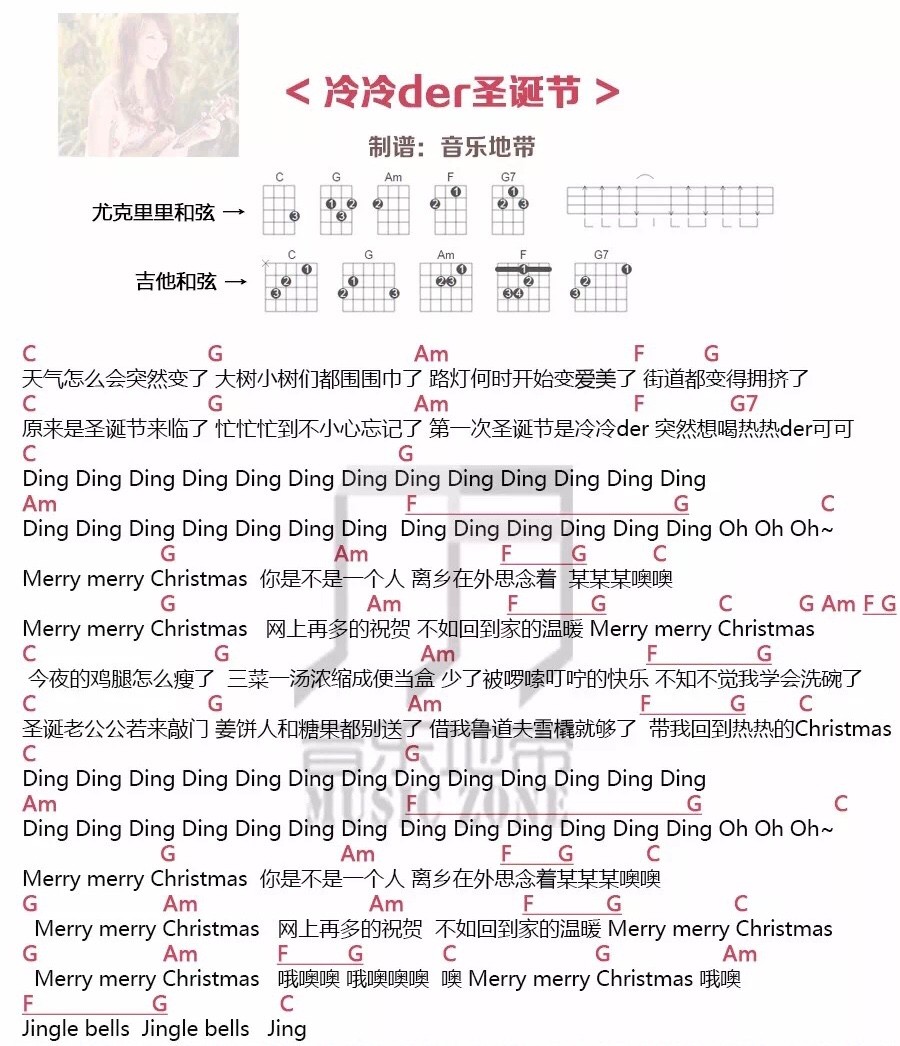 < 冷冷der圣诞节 >
制谱：音乐地带
C G Am F G7
尤克里里和弦 →
C G Am F G7
吉他和弦 →
C G Am F G
天气怎么会突然变了 大树小树们都围围巾了 路灯何时开始变爱美了 街道都变得拥挤了
C G Am F G7
原来是圣诞节来临了 忙忙忙到不小心忘记了 第一次圣诞节是冷冷der 突然想喝热热der可可
C G
Ding Ding Ding Ding Ding Ding Ding Ding Ding Ding Ding Ding Ding
Am F G C
Ding Ding Ding Ding Ding Ding Ding Ding Ding Ding Ding Ding Ding Oh Oh Oh~
G Am F G C
Merry merry Christmas 你是不是一个人 离乡在外思念着 某某某噢噢
G Am F G C G Am F G
Merry merry Christmas 网上再多的祝贺 不如回到家的温暖 Merry merry Christmas
C G Am F G
今夜的鸡腿怎么瘦了 三菜一汤浓缩成便当盒 少了被啰嗦叮咛的快乐 不知不觉我学会洗碗了
C G Am F G C
圣诞老公公若来敲门 姜饼人和糖果都别送了 借我鲁道夫雪橇就够了 带我回到热热的Christmas
C G
Ding Ding Ding Ding Ding Ding Ding Ding Ding Ding Ding Ding Ding
Am F G C
Ding Ding Ding Ding Ding Ding Ding Ding Ding Ding Ding Ding Ding Oh Oh Oh~
G Am F G C
Merry merry Christmas 你是不是一个人 离乡在外思念着某某某噢噢
G Am Am F G C
Merry merry Christmas 网上再多的祝贺 不如回到家的温暖 Merry merry Christmas
G Am F G C G Am
Merry merry Christmas 哦噢噢 哦噢噢噢 噢 Merry merry Christmas 哦噢
F G C
Jingle bells Jingle bells Jing
音乐地带
MUSIC ZONE